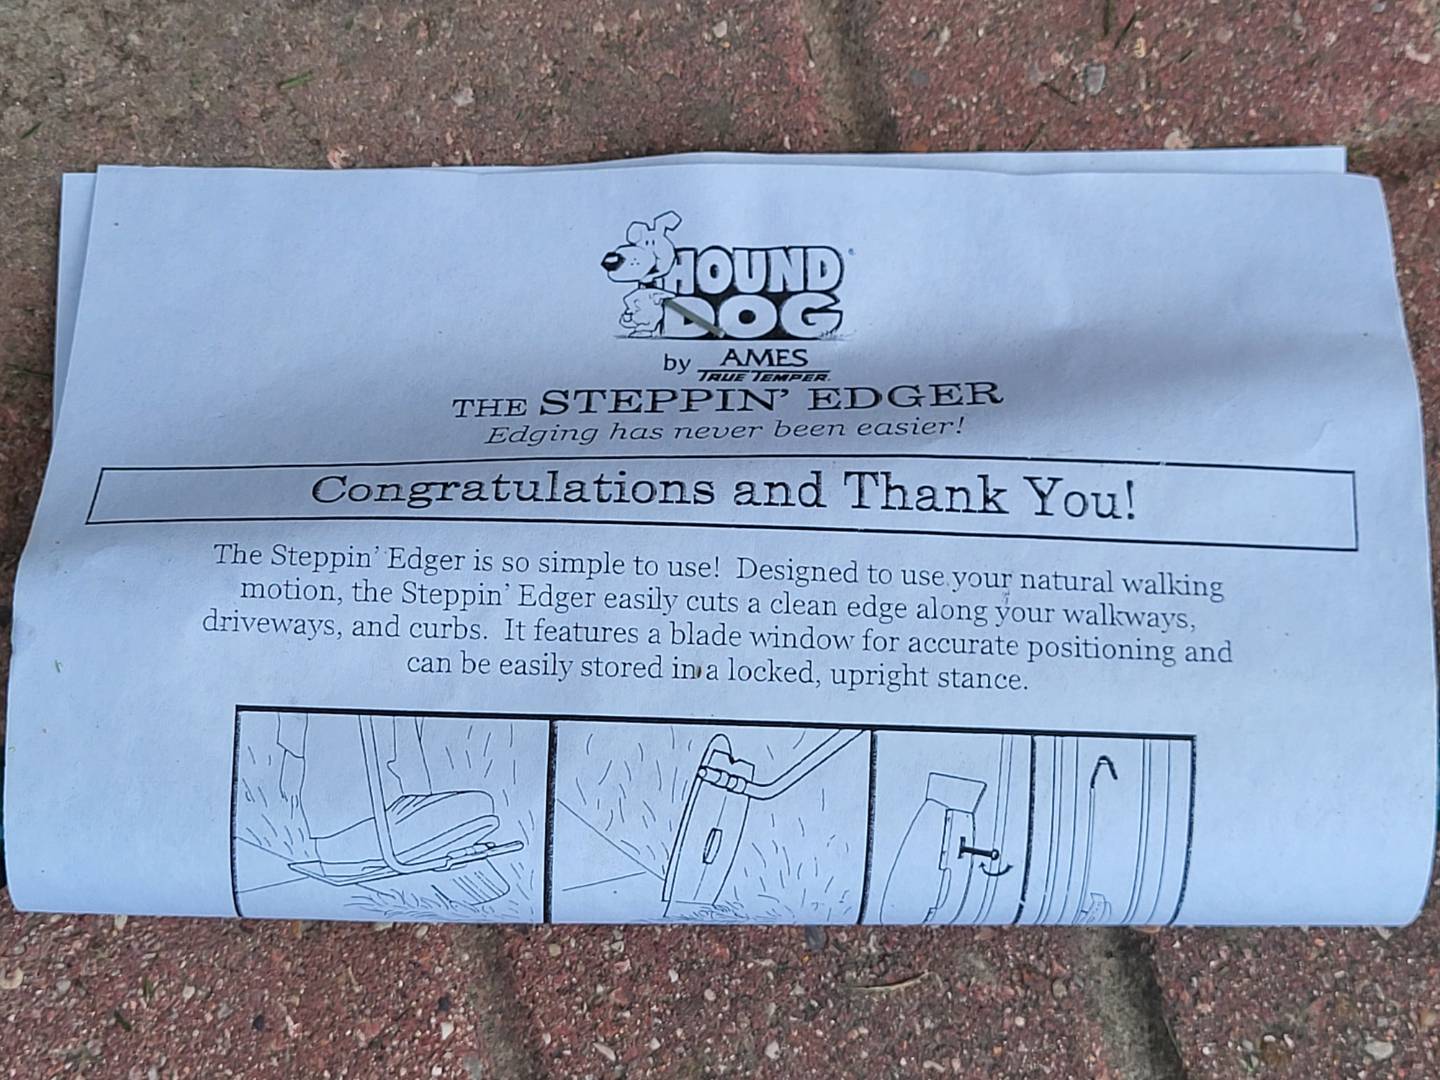 HOUND
DOG
by AMES
TRUE TEMPER.
THE STEPPIN' EDGER
Edging has never been easier!
Congratulations and Thank You!
The Steppin' Edger is so simple to use! Designed to use your natural walking
motion, the Steppin' Edger easily cuts a clean edge along your walkways,
driveways, and curbs. It features a blade window for accurate positioning and
can be easily stored in a locked, upright stance.